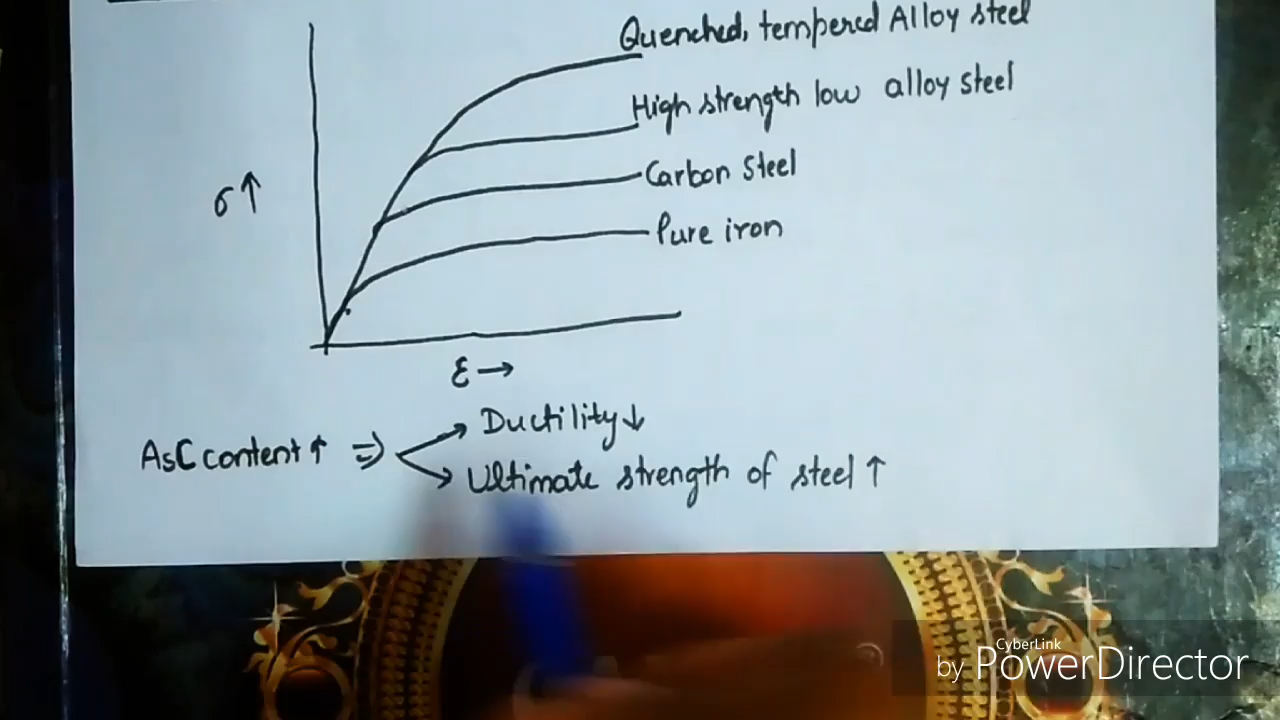 Quenched, tempered Alloy steel
High strength low alloy steel
Carbon Steel
σ↑
Pure iron
ε→
As C content ↑ ⇒ Ductility↓
Ultimate strength of steel ↑
CyberLink
by PowerDirector